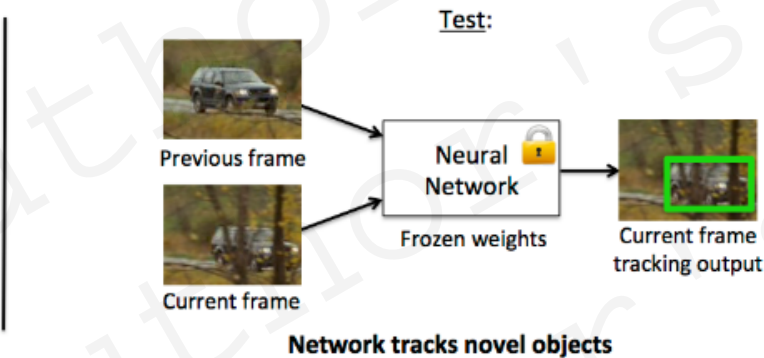 Test:
Previous frame
Neural
Network
Frozen weights
Current frame
Current frame
tracking output
Network tracks novel objects